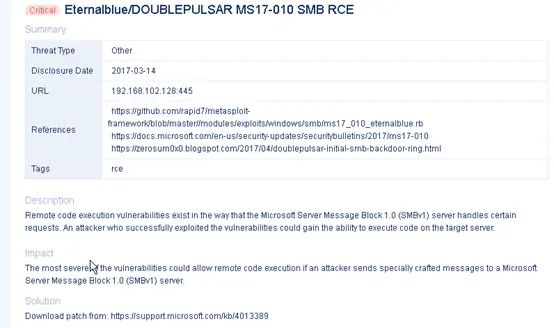 Critical Eternalblue/DOUBLEPULSAR MS17-010 SMB RCE
Summary
Threat Type Other
Disclosure Date 2017-03-14
URL 192.168.102.128:445
References https://github.com/rapid7/metasploit-
framework/blob/master//modules/exploits/windows/smb/ms17_010_eternalblue.rb
https://docs.microsoft.com/en-us/security-updates/securitybulletins/2017/ms17-010
https://zerosum0x0.blogspot.com/2017/04/doublepulsar-initial-smb-backdoor-ring.html
Tags rce
Description
Remote code execution vulnerabilities exist in the way that the Microsoft Server Message Block 1.0 (SMBv1) server handles certain
requests. An attacker who successfully exploited the vulnerabilities could gain the ability to execute code on the target server.
Impact
The most severe of the vulnerabilities could allow remote code execution if an attacker sends specially crafted messages to a Microsoft
Server Message Block 1.0 (SMBv1) server.
Solution
Download patch from: https://support.microsoft.com/kb/4013389